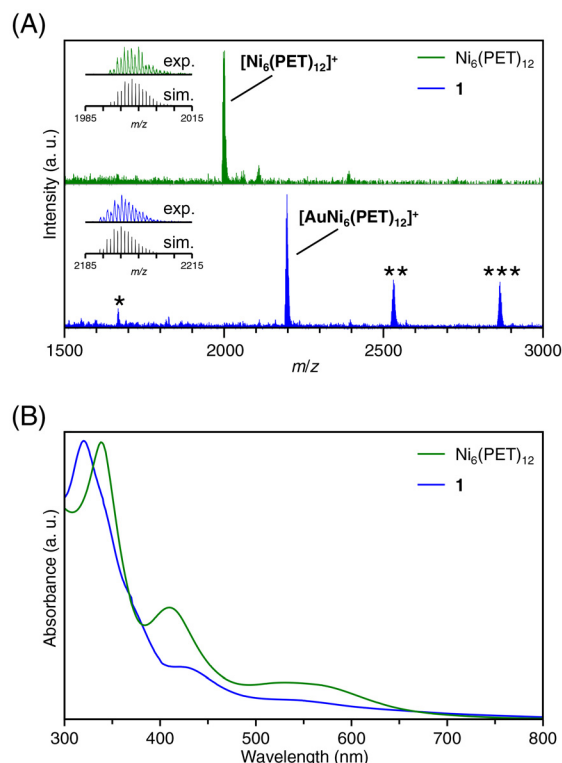 (A)
exp.
sim.
1985 2015
m/z
[Ni₆(PET)₁₂]⁺
Ni₆(PET)₁₂
1
Intensity (a. u.)
exp.
sim.
2185 2215
m/z
[AuNi₆(PET)₁₂]⁺
*
**
***
1500 2000 2500 3000
m/z
(B)
Ni₆(PET)₁₂
1
Absorbance (a. u.)
300 400 500 600 700 800
Wavelength (nm)